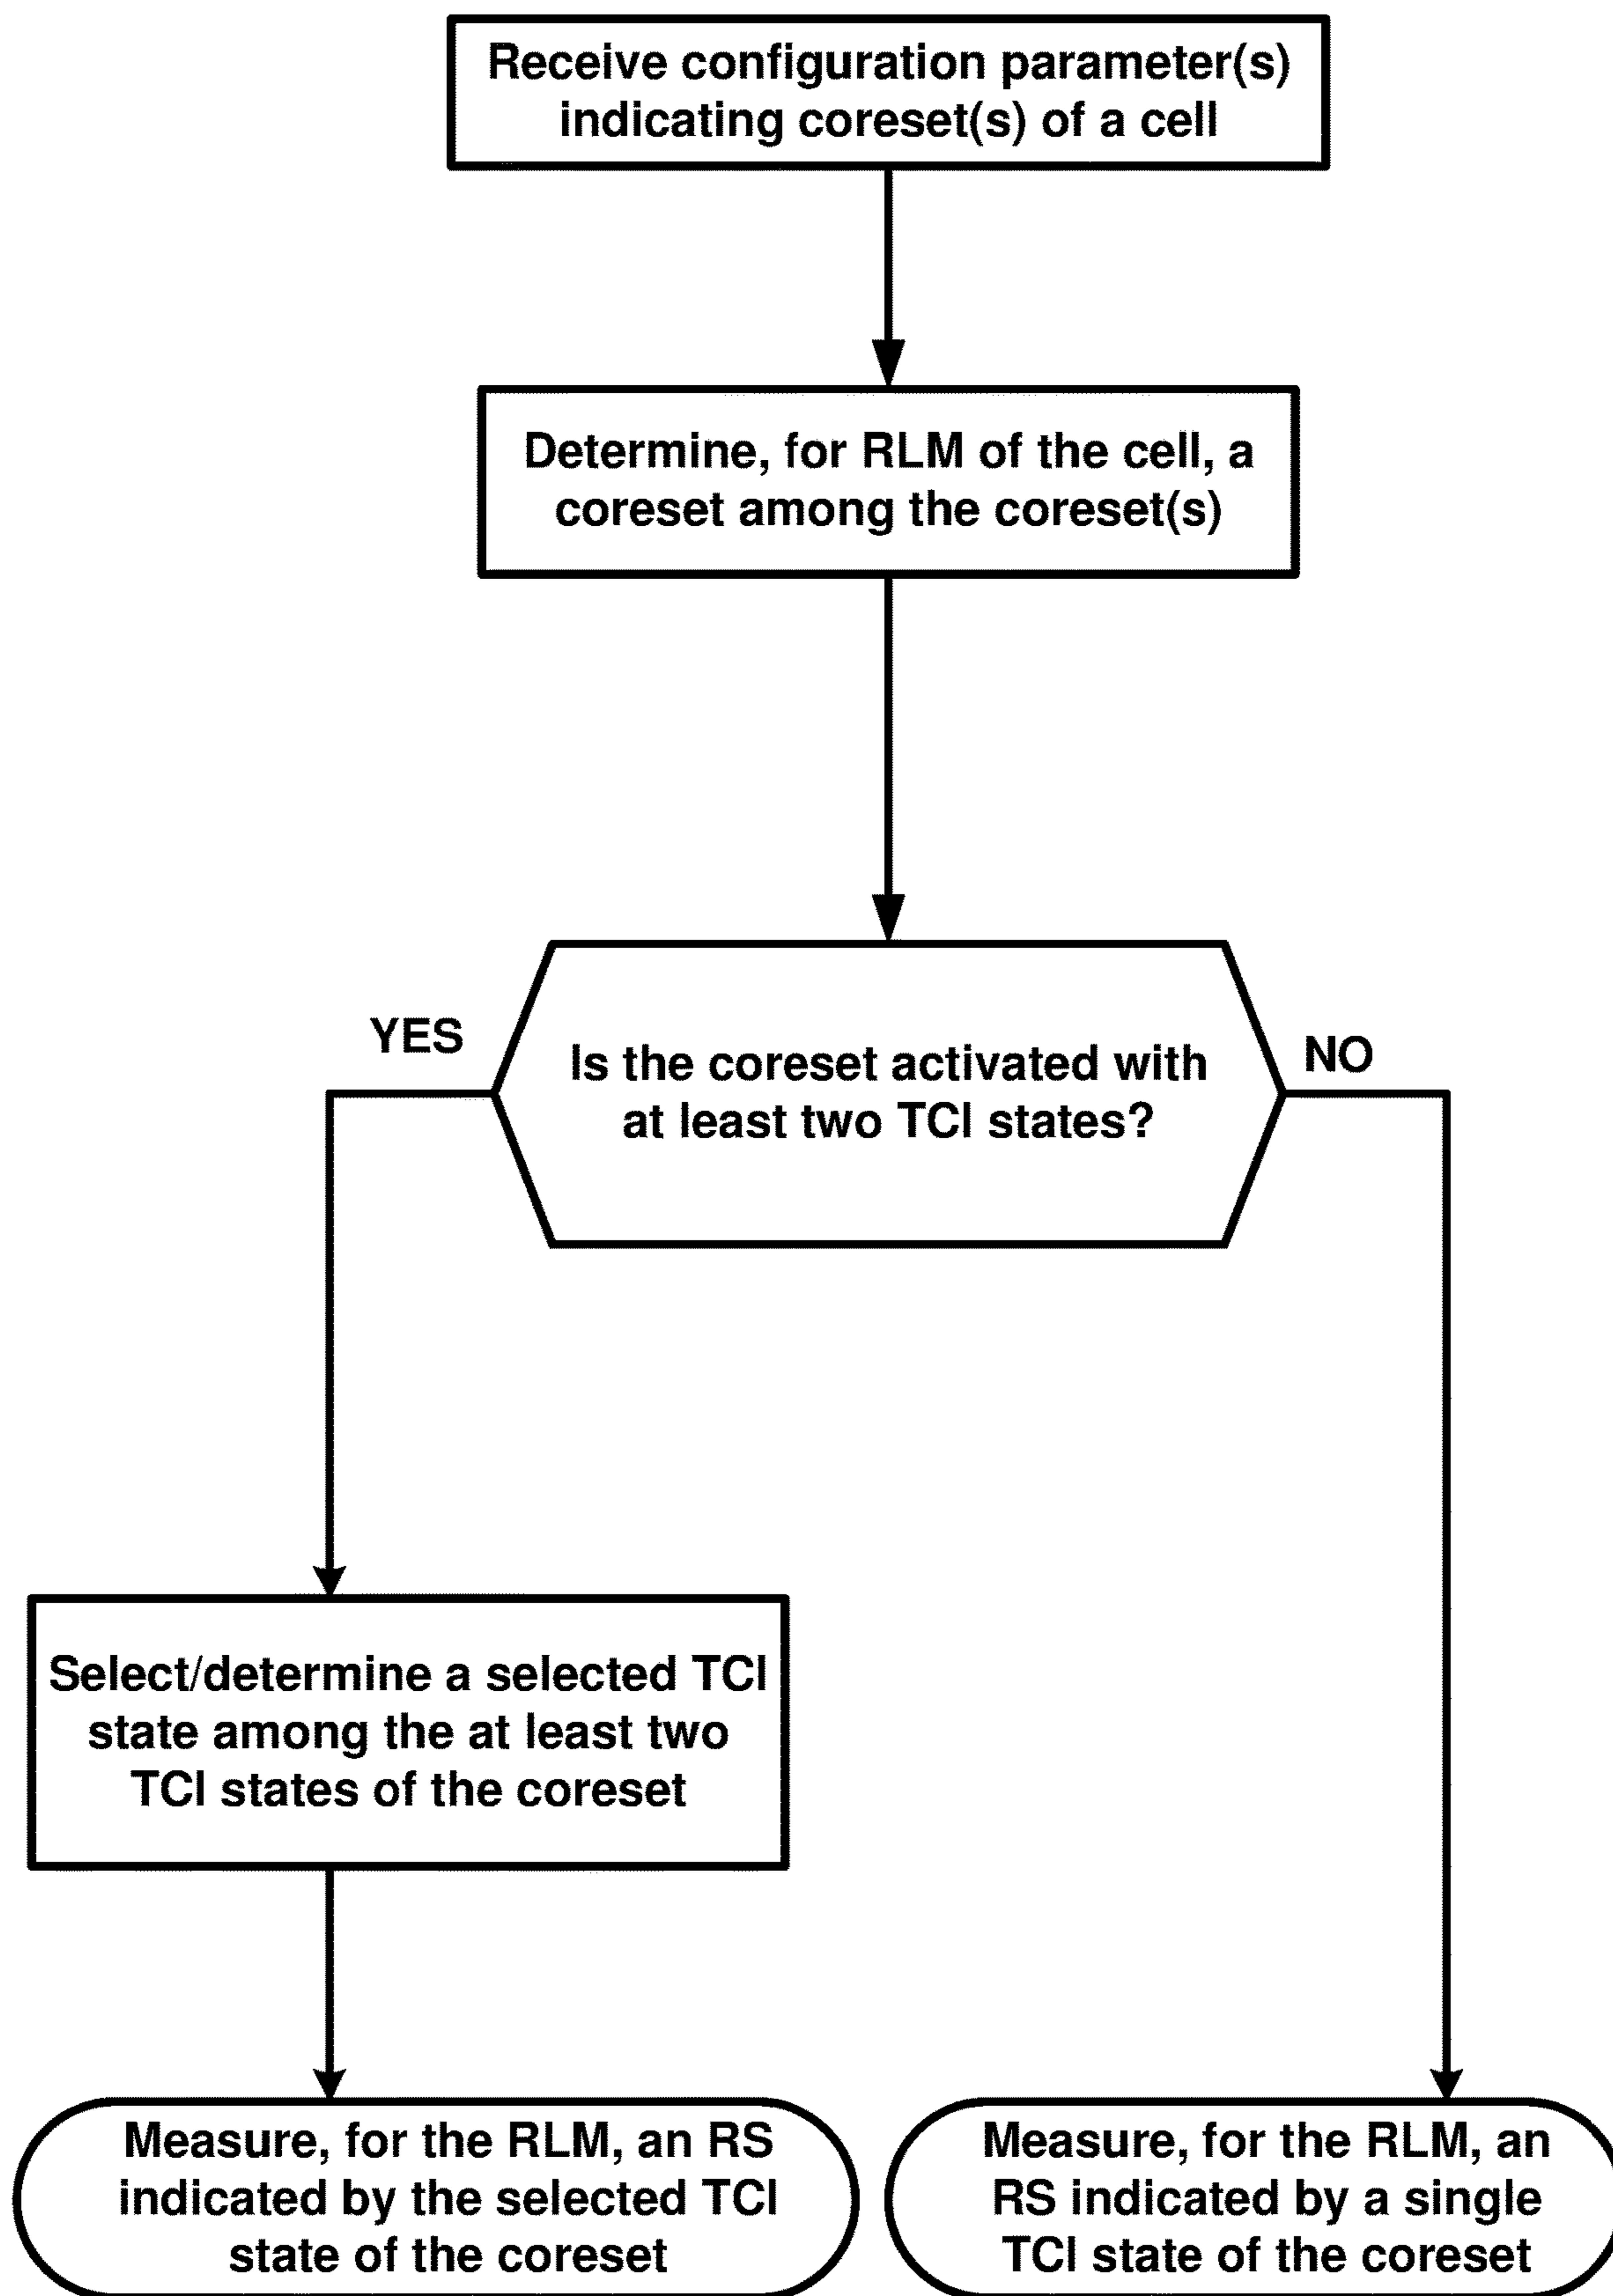 Receive configuration parameter(s)
indicating coreset(s) of a cell
Determine, for RLM of the cell, a
coreset among the coreset(s)
YES
Is the coreset activated with
at least two TCI states?
NO
Select/determine a selected TCI
state among the at least two
TCI states of the coreset
Measure, for the RLM, an RS
indicated by the selected TCI
state of the coreset
Measure, for the RLM, an
RS indicated by a single
TCI state of the coreset